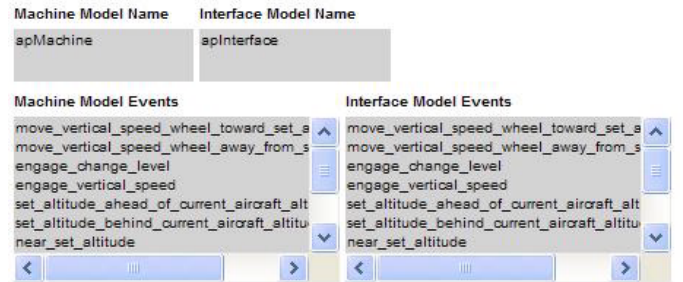 Machine Model Name Interface Model Name
apMachine apInterface
Machine Model Events Interface Model Events
move_vertical_speed_wheel_toward_set_a move_vertical_speed_wheel_toward_set_a
move_vertical_speed_wheel_away_from_s move_vertical_speed_wheel_away_from_s
engage_change_level engage_change_level
engage_vertical_speed engage_vertical_speed
set_altitude_ahead_of_current_aircraft_alt set_altitude_ahead_of_current_aircraft_alt
set_altitude_behind_current_aircraft_altitu set_altitude_behind_current_aircraft_altitu
near_set_altitude near_set_altitude